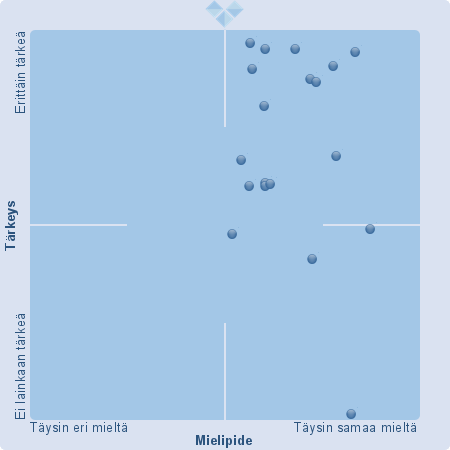 Erittäin tärkeä
Tärkeys
Ei lainkaan tärkeä
Täysin eri mieltä
Täysin samaa mieltä
Mielipide